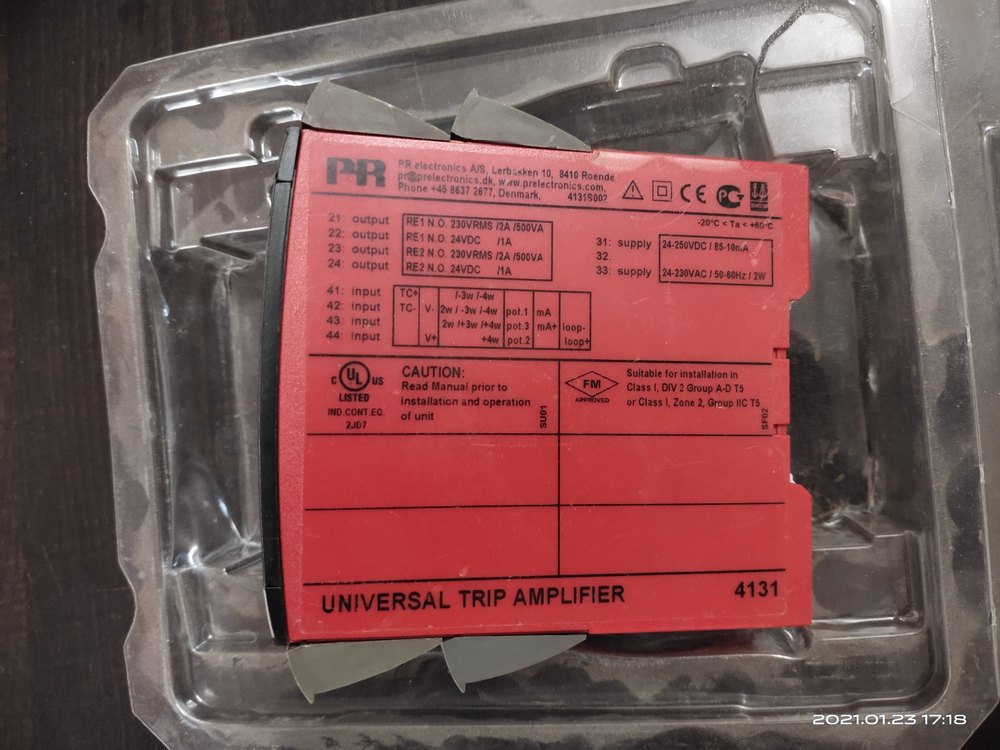 PR
PR electronics A/S, Lerbakken 10, 8410 Roende
pr@prelectronics.dk, www.prelectronics.com,
Phone +45 8637 2677, Denmark, 4131S002
CE
-20°C < Ta < +60°C
21: output RE1 N.O. 230VRMS /2A /500VA
22: output RE1 N.O. 24VDC /1A
23: output RE2 N.O. 230VRMS /2A /500VA
24: output RE2 N.O. 24VDC /1A
31: supply 24-250VDC / 85-10mA
32:
33: supply 24-230VAC / 50-60Hz / 2W
41: input TC+ /-3w /-4w
42: input TC- V- 2w / -3w /-4w pot.1 mA
43: input 2w /+3w /+4w pot.3 mA+ loop-
44: input V+ +4w pot.2 loop+
C UL US
LISTED
IND CONT.EQ.
2JD7
CAUTION:
Read Manual prior to
installation and operation
of unit
SU01
FM
APPROVED
Suitable for installation in
Class I, DIV 2 Group A-D T5
or Class I, Zone 2, Group IIC T5
SF02
UNIVERSAL TRIP AMPLIFIER 4131
2021.01.23 17:18